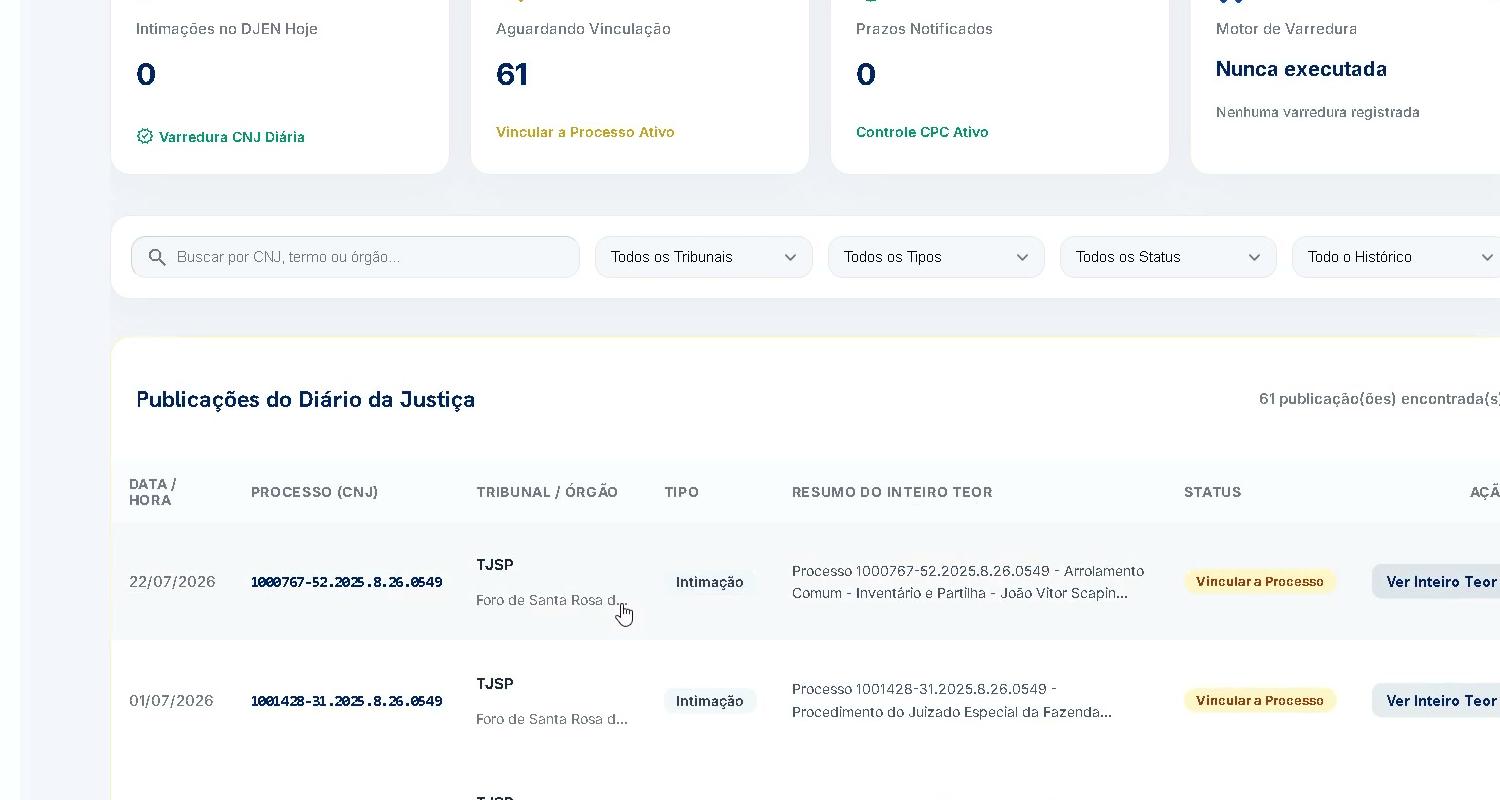 Intimações no DJEN Hoje
0
Varredura CNJ Diária
Aguardando Vinculação
61
Vincular a Processo Ativo
Prazos Notificados
0
Controle CPC Ativo
Motor de Varredura
Nunca executada
Nenhuma varredura registrada
Buscar por CNJ, termo ou órgão...
Todos os Tribunais
Todos os Tipos
Todos os Status
Todo o Histórico
Publicações do Diário da Justiça
61 publicação(ões) encontrada(s)
DATA /
HORA
PROCESSO (CNJ)
TRIBUNAL / ÓRGÃO
TIPO
RESUMO DO INTEIRO TEOR
STATUS
AÇÃ
22/07/2026
1000767-52.2025.8.26.0549
TJSP
Foro de Santa Rosa d...
Intimação
Processo 1000767-52.2025.8.26.0549 - Arrolamento
Comum - Inventário e Partilha - João Vitor Scapin...
Vincular a Processo
Ver Inteiro Teor
01/07/2026
1001428-31.2025.8.26.0549
TJSP
Foro de Santa Rosa d...
Intimação
Processo 1001428-31.2025.8.26.0549 -
Procedimento do Juizado Especial da Fazenda...
Vincular a Processo
Ver Inteiro Teor
TJSP